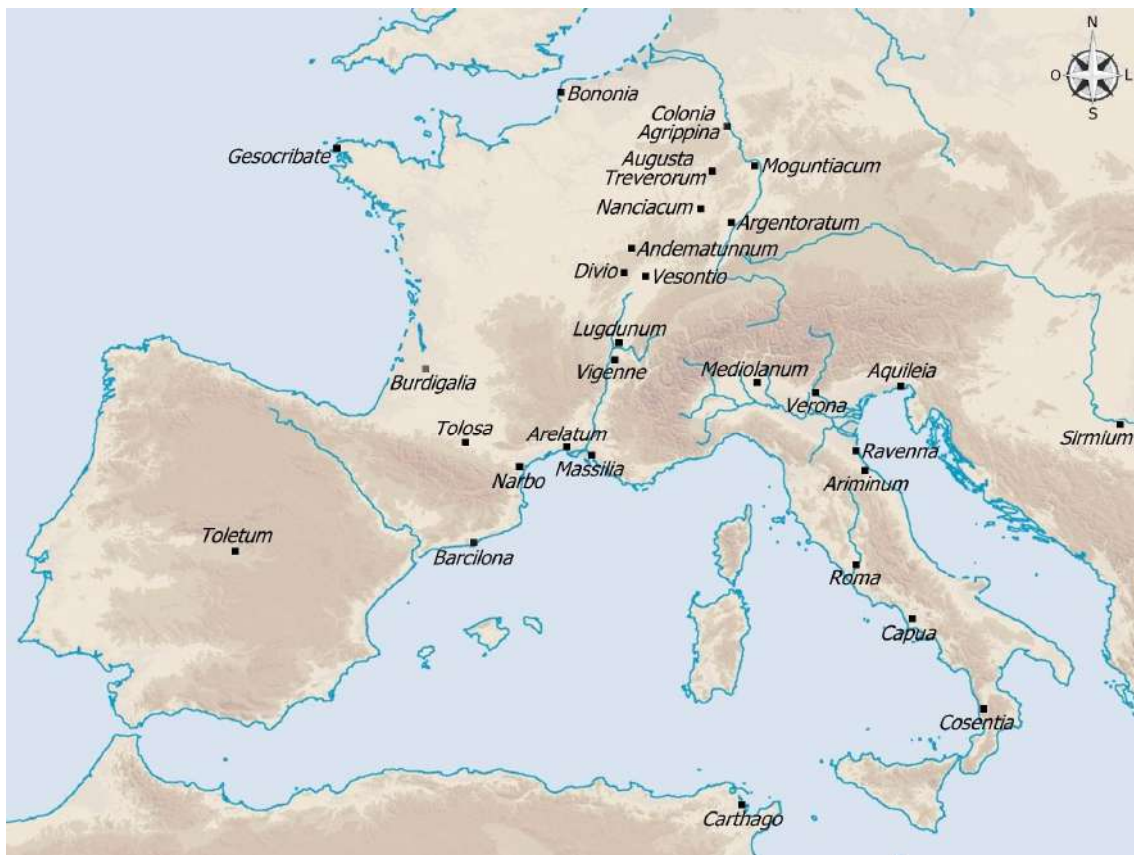 N
O
L
S
Bononia
Colonia
Agrippina
Gesocribate
Augusta
Treverorum
Moguntiacum
Nanciacum
Argentoratum
Andematunnum
Divio
Vesontio
Lugdunum
Vigenne
Mediolanum
Aquileia
Burdigalia
Verona
Tolosa
Arelatum
Sirmium
Massilia
Ravenna
Narbo
Ariminum
Toletum
Barcilona
Roma
Capua
Cosentia
Carthago